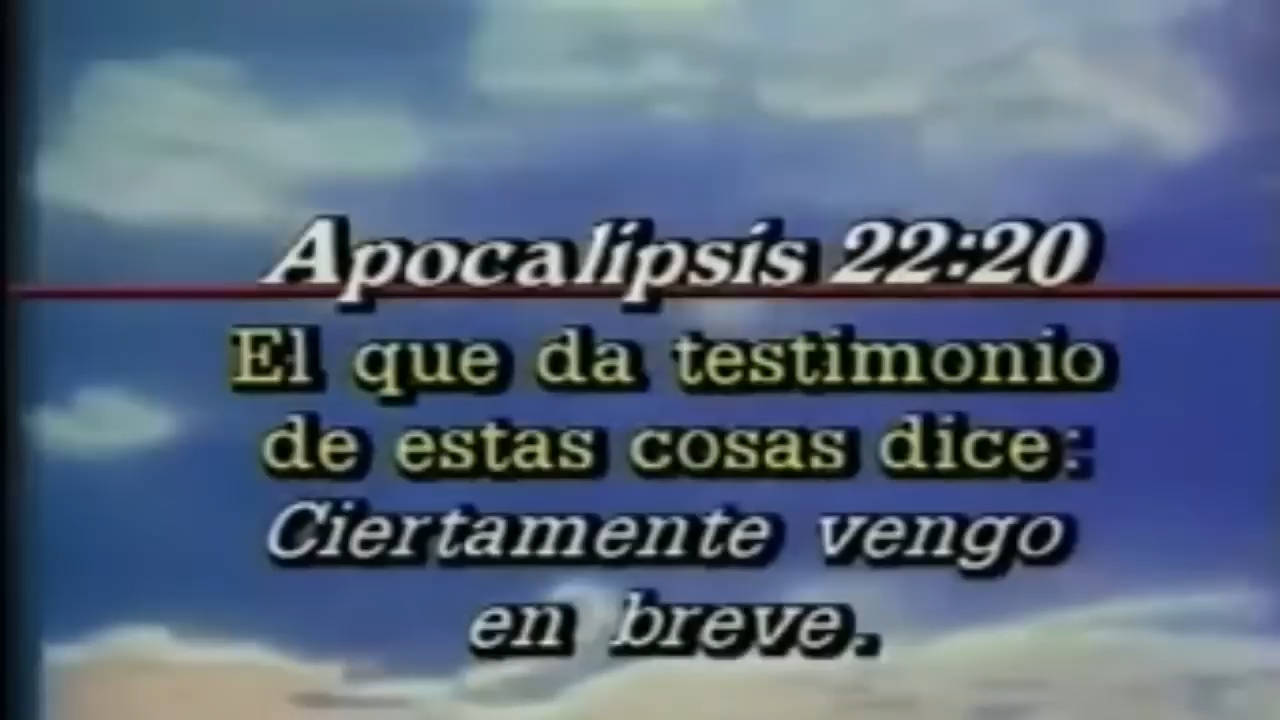 Apocalipsis 22:20
El que da testimonio
de estas cosas dice:
Ciertamente vengo
en breve.